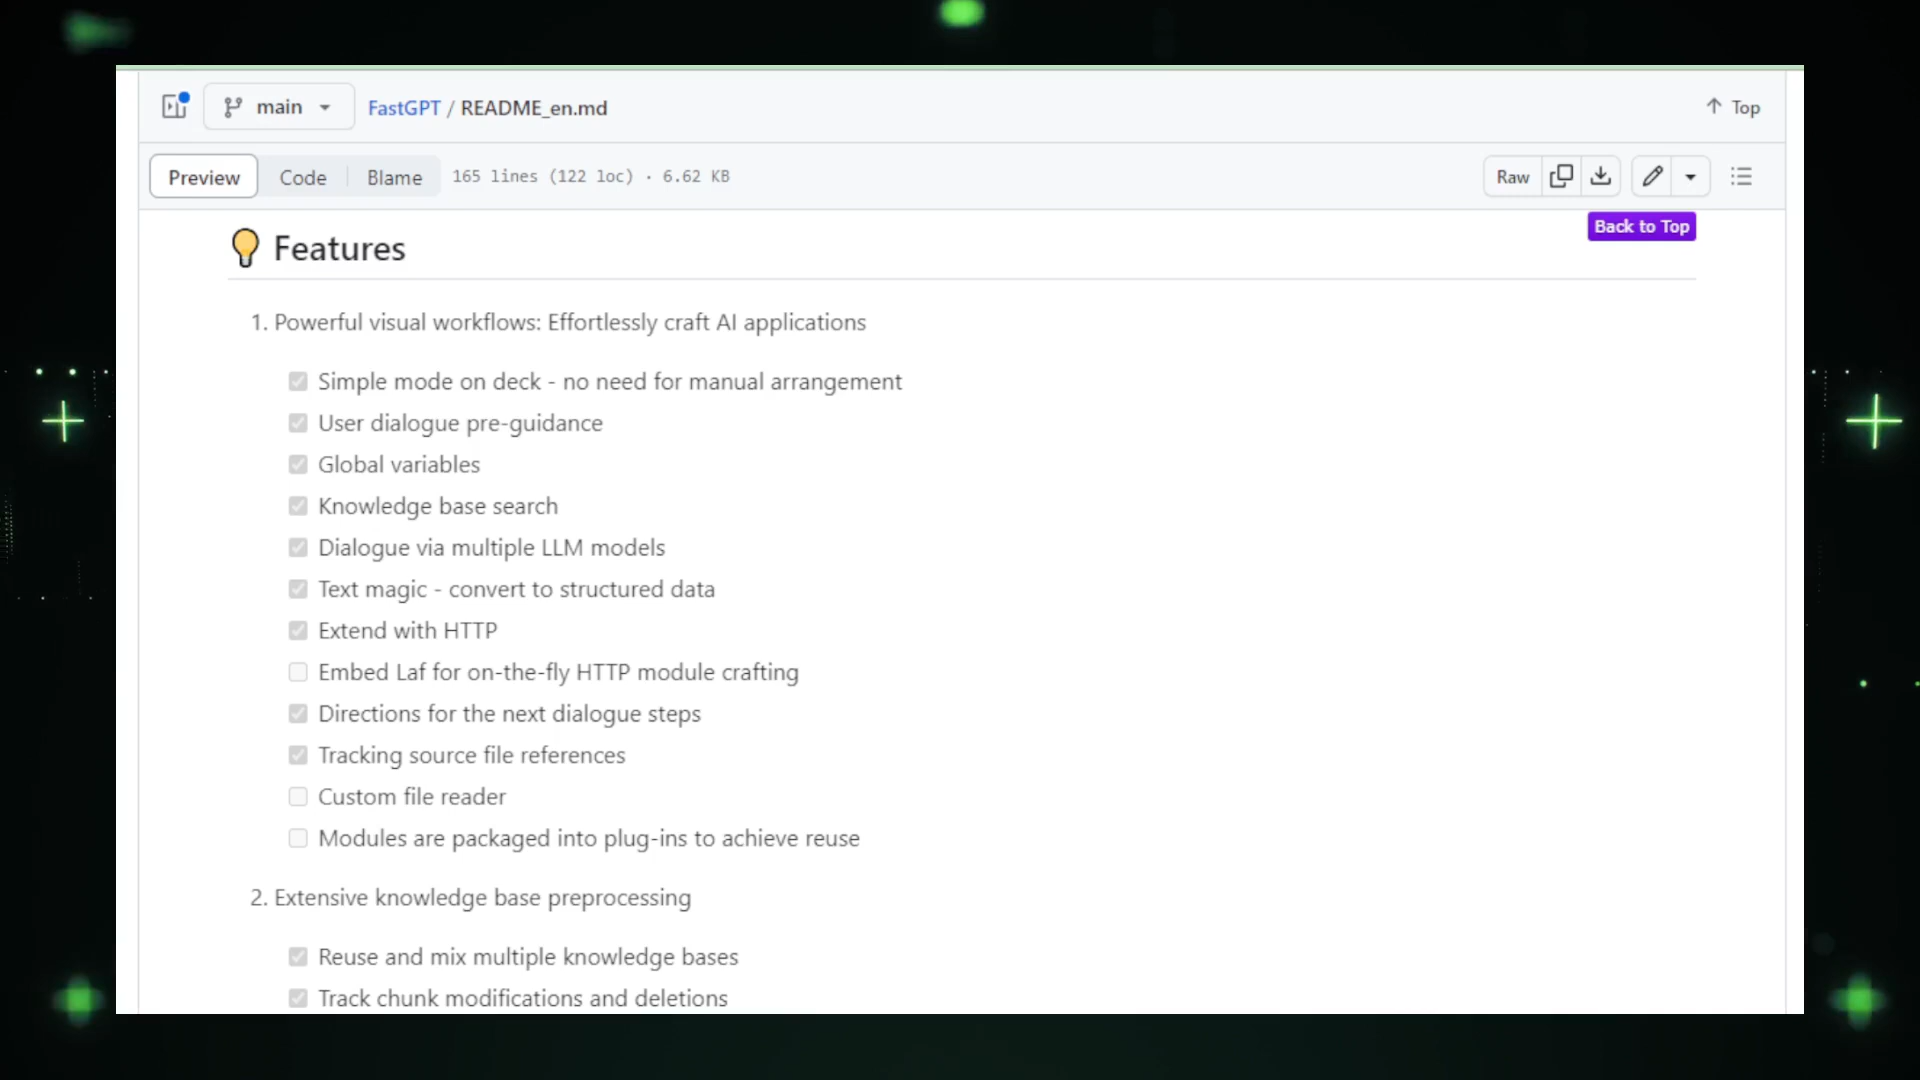 main
FastGPT / README_en.md
Top
Preview
Code
Blame
165 lines (122 loc) · 6.62 KB
Raw
Back to Top
Features
1. Powerful visual workflows: Effortlessly craft AI applications
Simple mode on deck - no need for manual arrangement
User dialogue pre-guidance
Global variables
Knowledge base search
Dialogue via multiple LLM models
Text magic - convert to structured data
Extend with HTTP
Embed Laf for on-the-fly HTTP module crafting
Directions for the next dialogue steps
Tracking source file references
Custom file reader
Modules are packaged into plug-ins to achieve reuse
2. Extensive knowledge base preprocessing
Reuse and mix multiple knowledge bases
Track chunk modifications and deletions